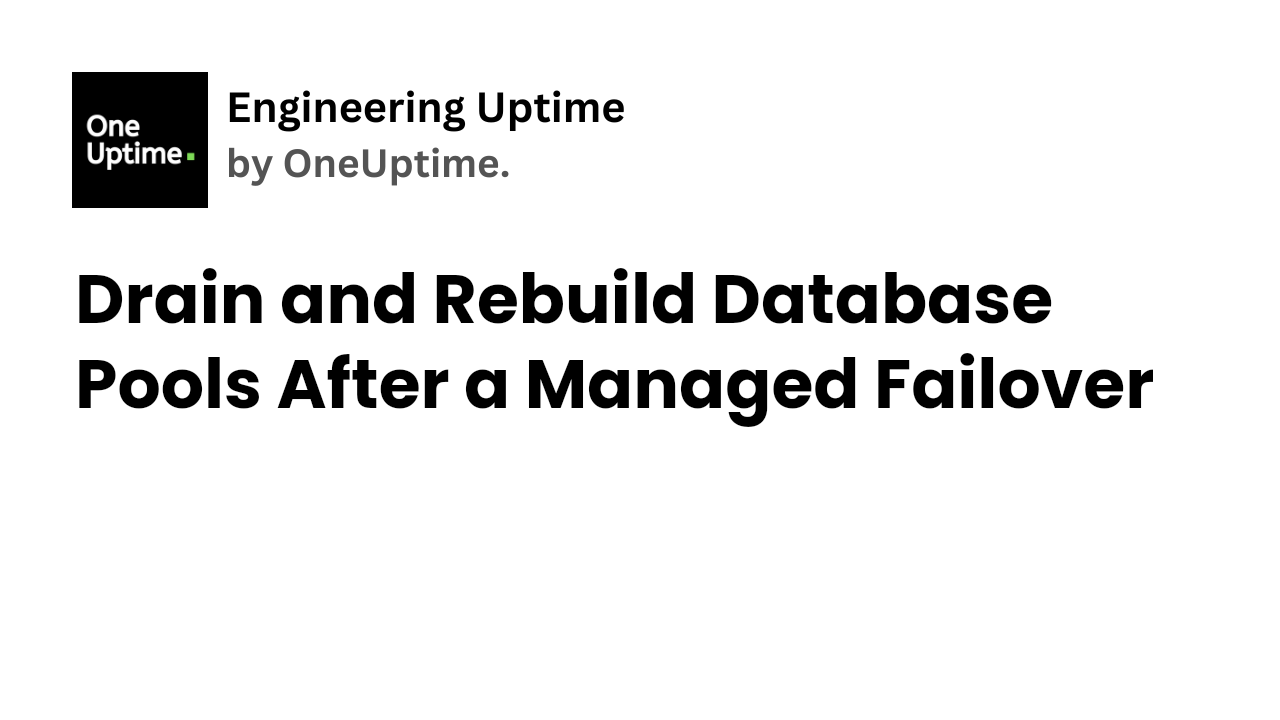 One
Uptime
Engineering Uptime
by OneUptime.
Drain and Rebuild Database
Pools After a Managed Failover